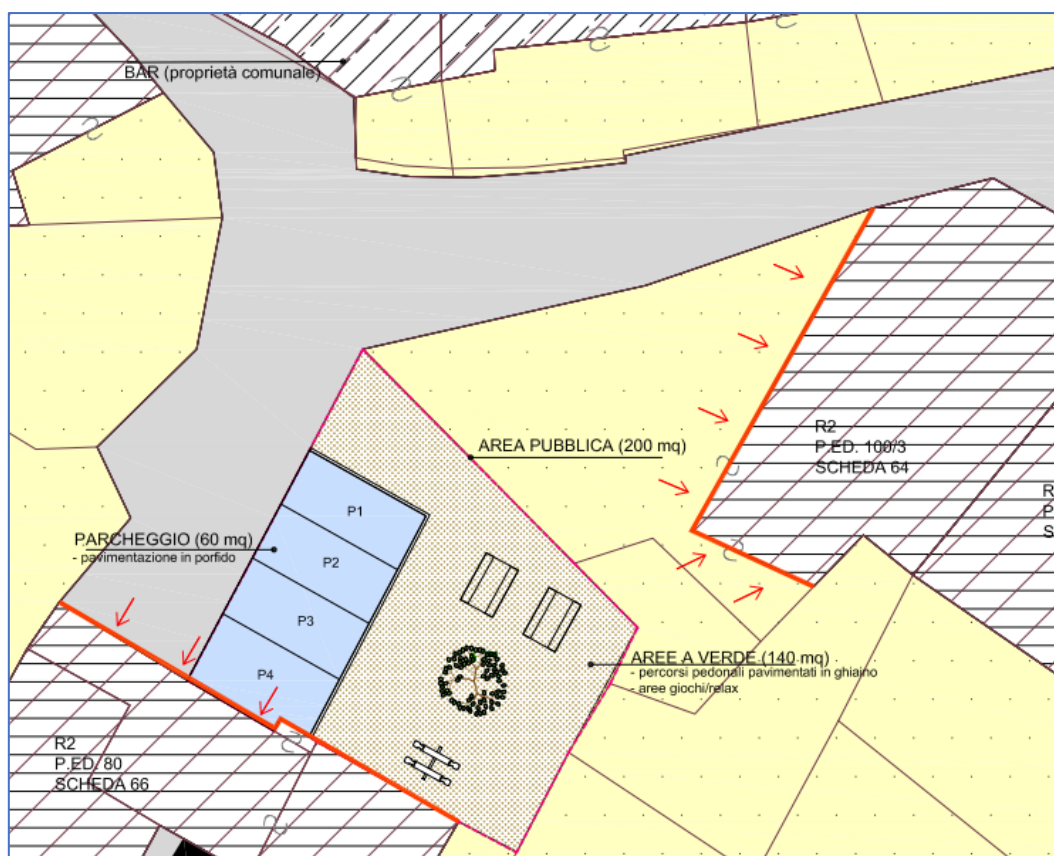 BAR (proprietà comunale)
R2
P.ED. 100/3
SCHEDA 64
AREA PUBBLICA (200 mq)
R
P
S
P1
PARCHEGGIO (60 mq)
- pavimentazione in porfido
P2
P3
P4
AREE A VERDE (140 mq)
- percorsi pedonali pavimentati in ghiaino
- aree giochi/relax
R2
P.ED. 80
SCHEDA 66